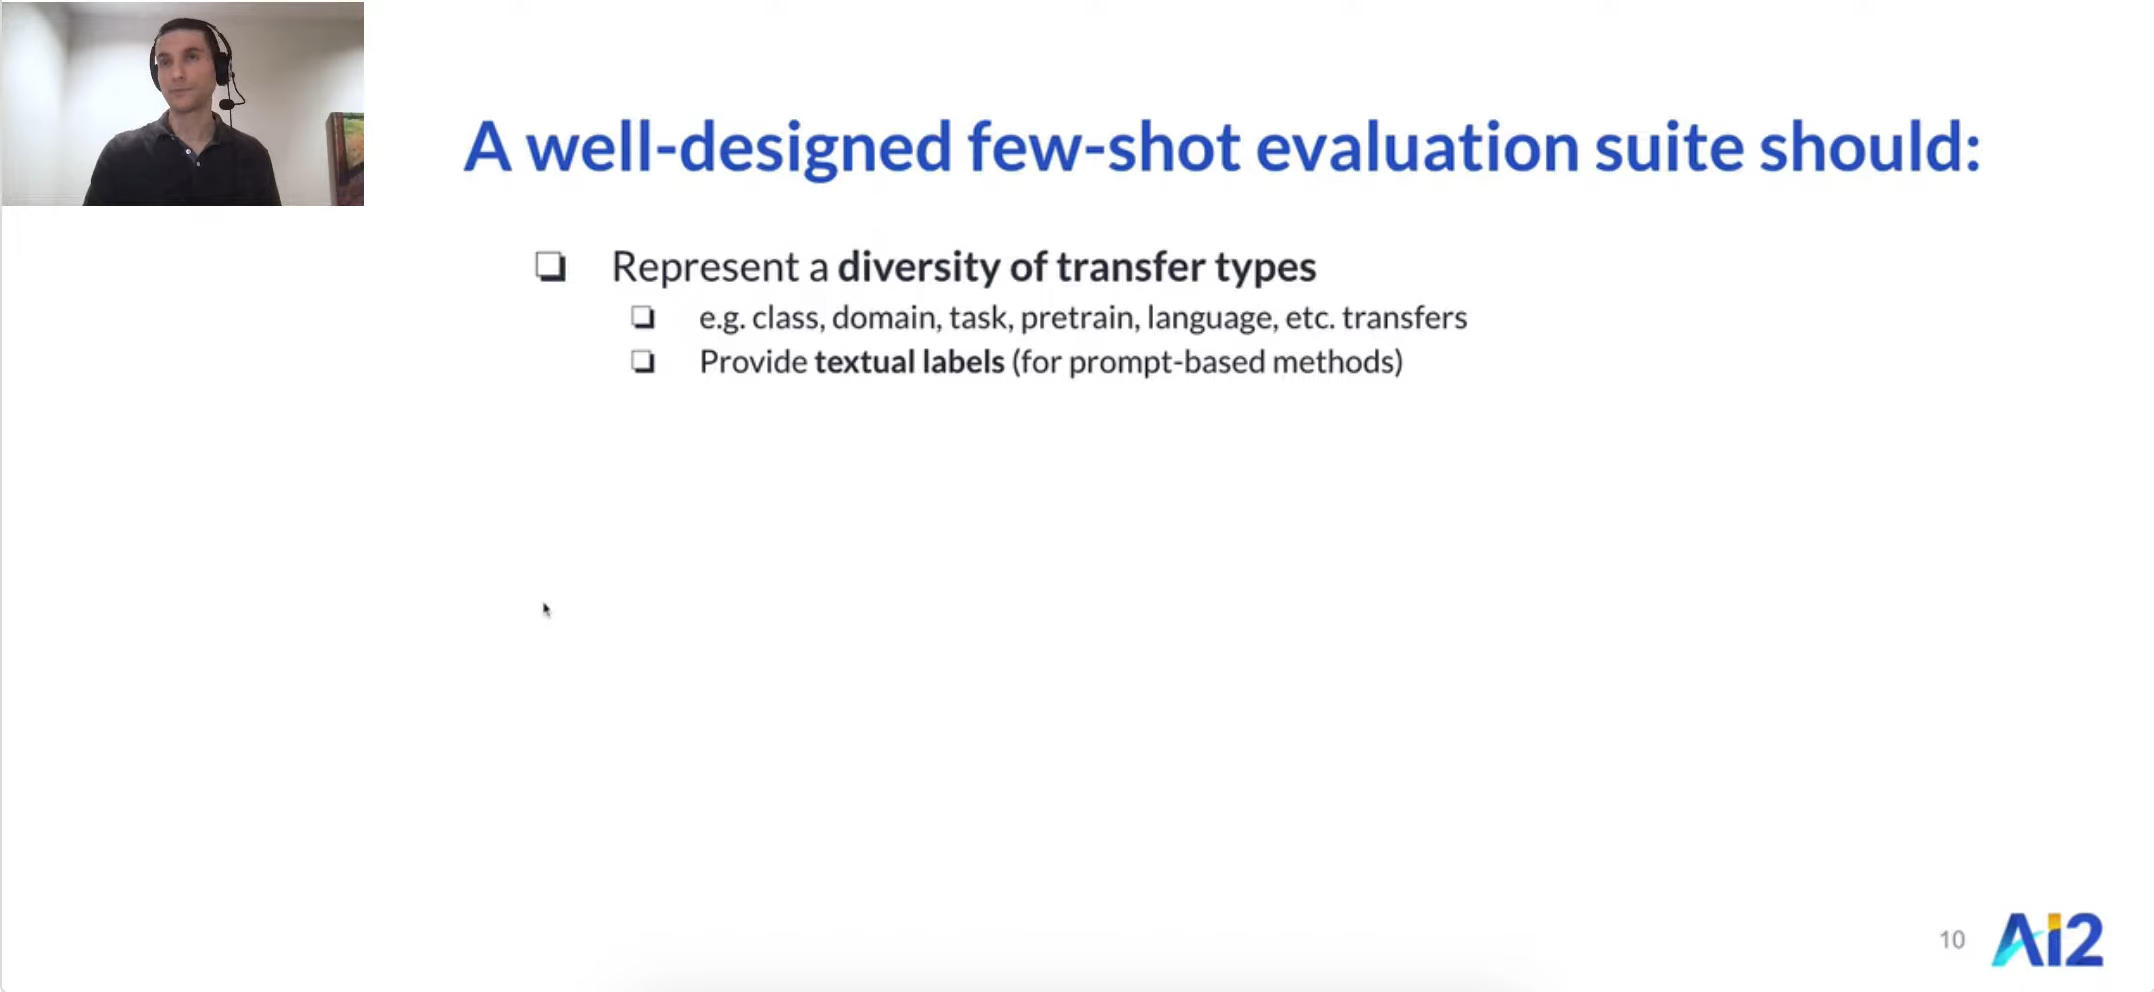 A well-designed few-shot evaluation suite should:
Represent a diversity of transfer types
e.g. class, domain, task, pretrain, language, etc. transfers
Provide textual labels (for prompt-based methods)
10
Ai2